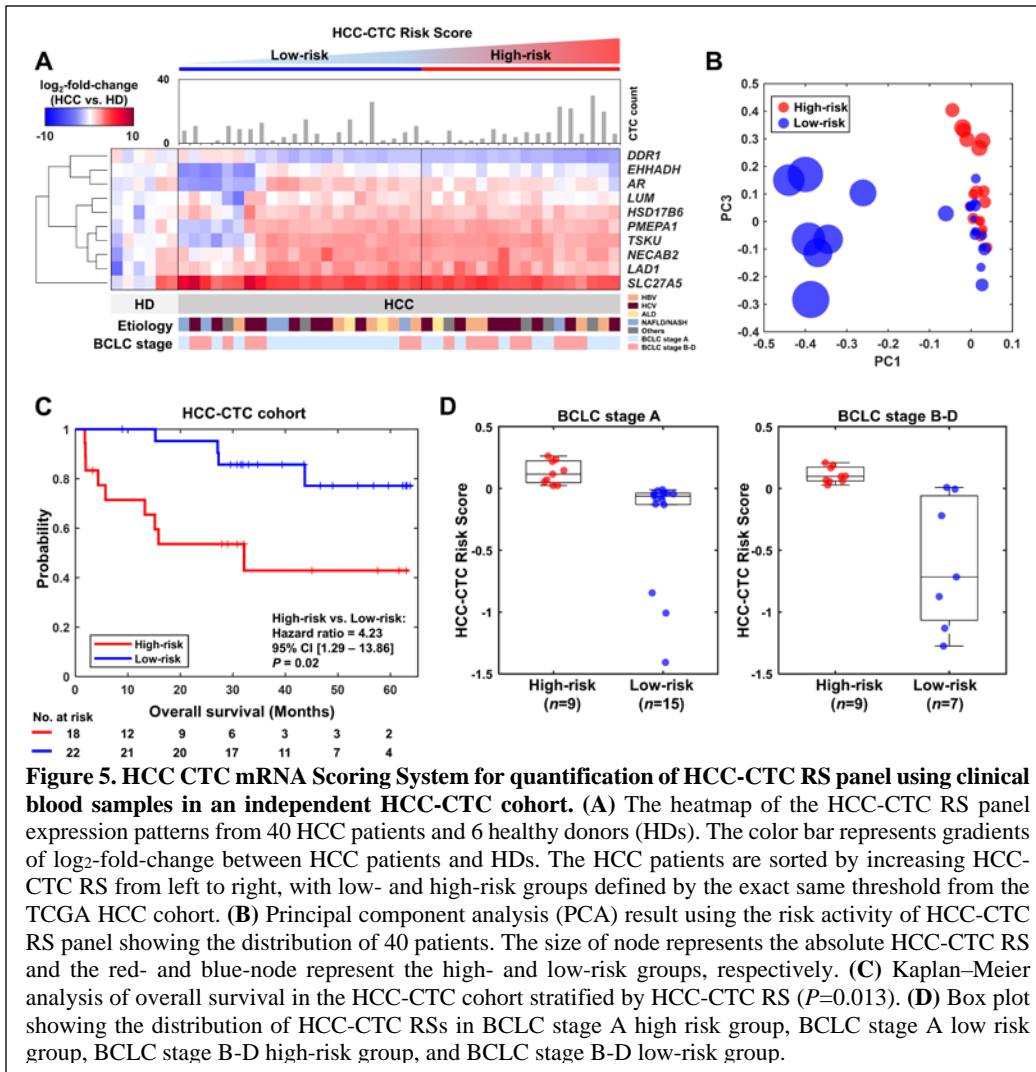 HCC-CTC Risk Score
A
Low-risk
High-risk
log2-fold-change
(HCC vs. HD)
-10
10
40
0
CTC count
DDR1
EHHADH
AR
LUM
HSD17B6
PMEPA1
TSKU
NECAB2
LAD1
SLC27A5
HD
HCC
Etiology
BCLC stage
HBV
HCV
ALD
NAFLD/NASH
Others
BCLC stage A
BCLC stage B-D
B
High-risk
Low-risk
PC3
0.5
0.4
0.3
0.2
0.1
0
-0.1
-0.2
-0.3
-0.4
-0.5 -0.4 -0.3 -0.2 -0.1 0 0.1
PC1
C
HCC-CTC cohort
Probability
1
0.8
0.6
0.4
0.2
0
High-risk vs. Low-risk:
Hazard ratio = 4.23
95% CI [1.29 – 13.86]
P = 0.02
High-risk
Low-risk
0 10 20 30 40 50 60
Overall survival (Months)
No. at risk
18 12 9 6 3 3 2
22 21 20 17 11 7 4
D
BCLC stage A
HCC-CTC Risk Score
0.5
0
-0.5
-1
-1.5
High-risk
(n=9)
Low-risk
(n=15)
BCLC stage B-D
HCC-CTC Risk Score
0.5
0
-0.5
-1
-1.5
High-risk
(n=9)
Low-risk
(n=7)
Figure 5. HCC CTC mRNA Scoring System for quantification of HCC-CTC RS panel using clinical
blood samples in an independent HCC-CTC cohort. (A) The heatmap of the HCC-CTC RS panel
expression patterns from 40 HCC patients and 6 healthy donors (HDs). The color bar represents gradients
of log2-fold-change between HCC patients and HDs. The HCC patients are sorted by increasing HCC-
CTC RS from left to right, with low- and high-risk groups defined by the exact same threshold from the
TCGA HCC cohort. (B) Principal component analysis (PCA) result using the risk activity of HCC-CTC
RS panel showing the distribution of 40 patients. The size of node represents the absolute HCC-CTC RS
and the red- and blue-node represent the high- and low-risk groups, respectively. (C) Kaplan–Meier
analysis of overall survival in the HCC-CTC cohort stratified by HCC-CTC RS (P=0.013). (D) Box plot
showing the distribution of HCC-CTC RSs in BCLC stage A high risk group, BCLC stage A low risk
group, BCLC stage B-D high-risk group, and BCLC stage B-D low-risk group.